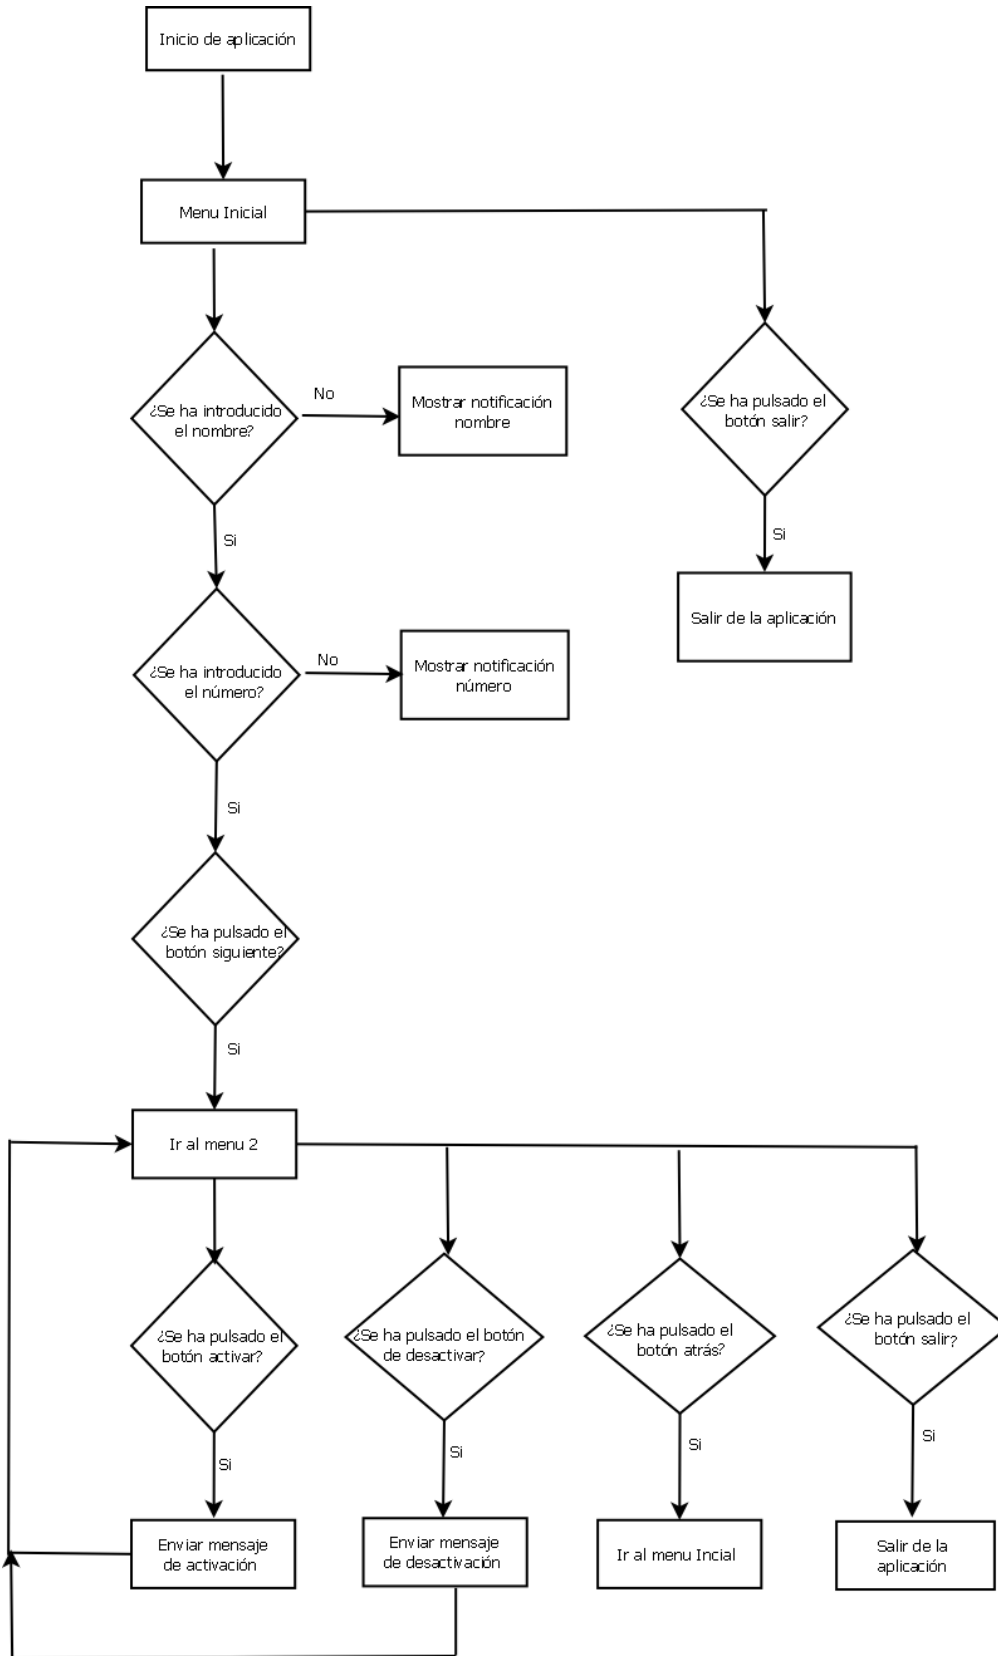 Inicio de aplicación
Menu Inicial
¿Se ha introducido
el nombre?
No
Mostrar notificación
nombre
¿Se ha pulsado el
botón salir?
Si
Si
Salir de la aplicación
¿Se ha introducido
el número?
No
Mostrar notificación
número
Si
¿Se ha pulsado el
botón siguiente?
Si
Ir al menu 2
¿Se ha pulsado el
botón activar?
¿Se ha pulsado el botón
de desactivar?
¿Se ha pulsado el
botón atrás?
¿Se ha pulsado el
botón salir?
Si
Si
Si
Si
Enviar mensaje
de activación
Enviar mensaje
de desactivación
Ir al menu Incial
Salir de la
aplicación